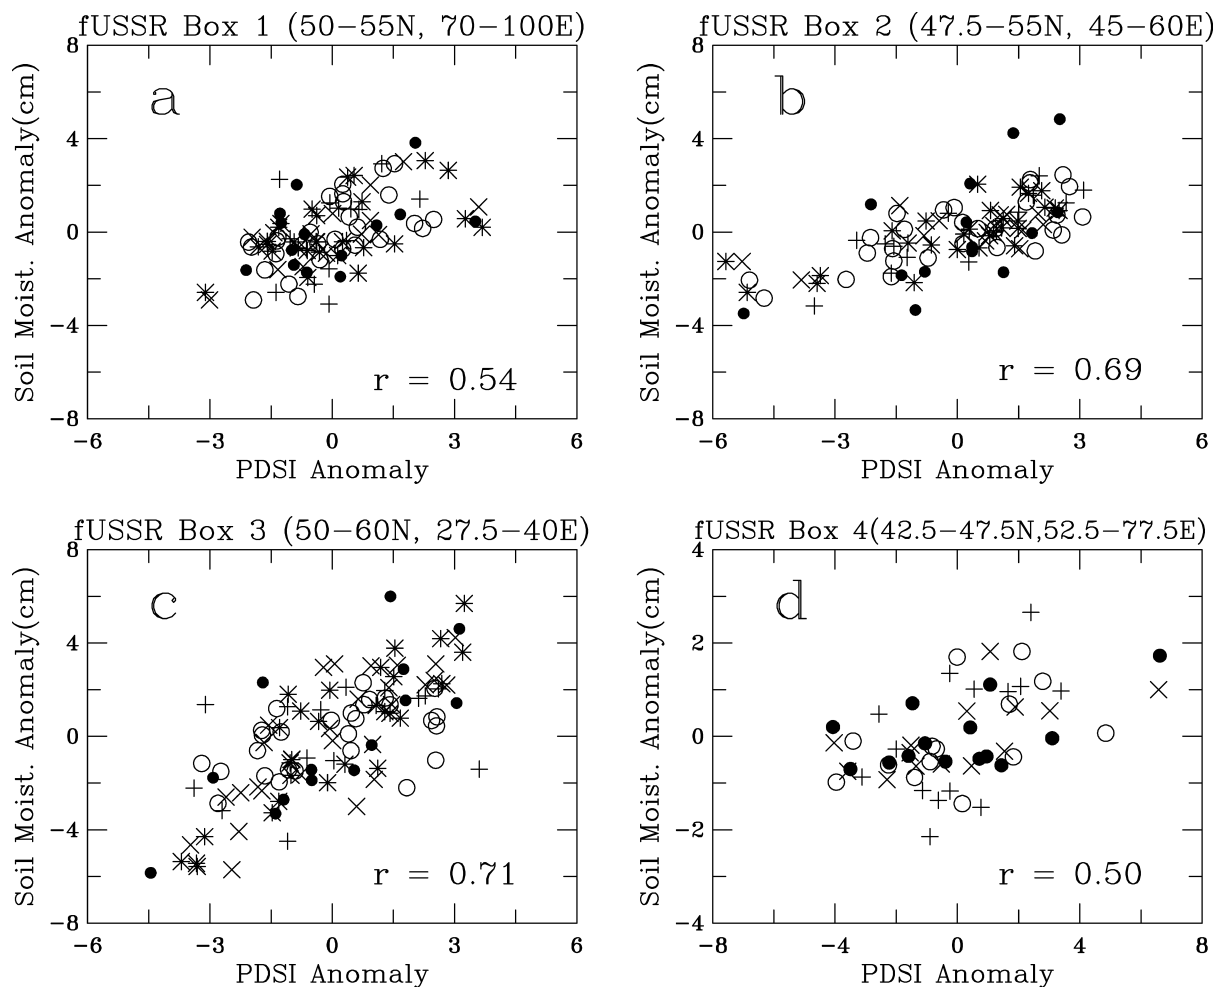 fUSSR Box 1 (50−55N, 70−100E)
a
Soil Moist. Anomaly(cm)
8
4
0
−4
−8
r = 0.54
−6 −3 0 3 6
PDSI Anomaly
fUSSR Box 2 (47.5−55N, 45−60E)
b
Soil Moist. Anomaly(cm)
8
4
0
−4
−8
r = 0.69
−6 −3 0 3 6
PDSI Anomaly
fUSSR Box 3 (50−60N, 27.5−40E)
c
Soil Moist. Anomaly(cm)
8
4
0
−4
−8
r = 0.71
−6 −3 0 3 6
PDSI Anomaly
fUSSR Box 4(42.5−47.5N,52.5−77.5E)
d
Soil Moist. Anomaly(cm)
4
2
0
−2
−4
r = 0.50
−8 −4 0 4 8
PDSI Anomaly